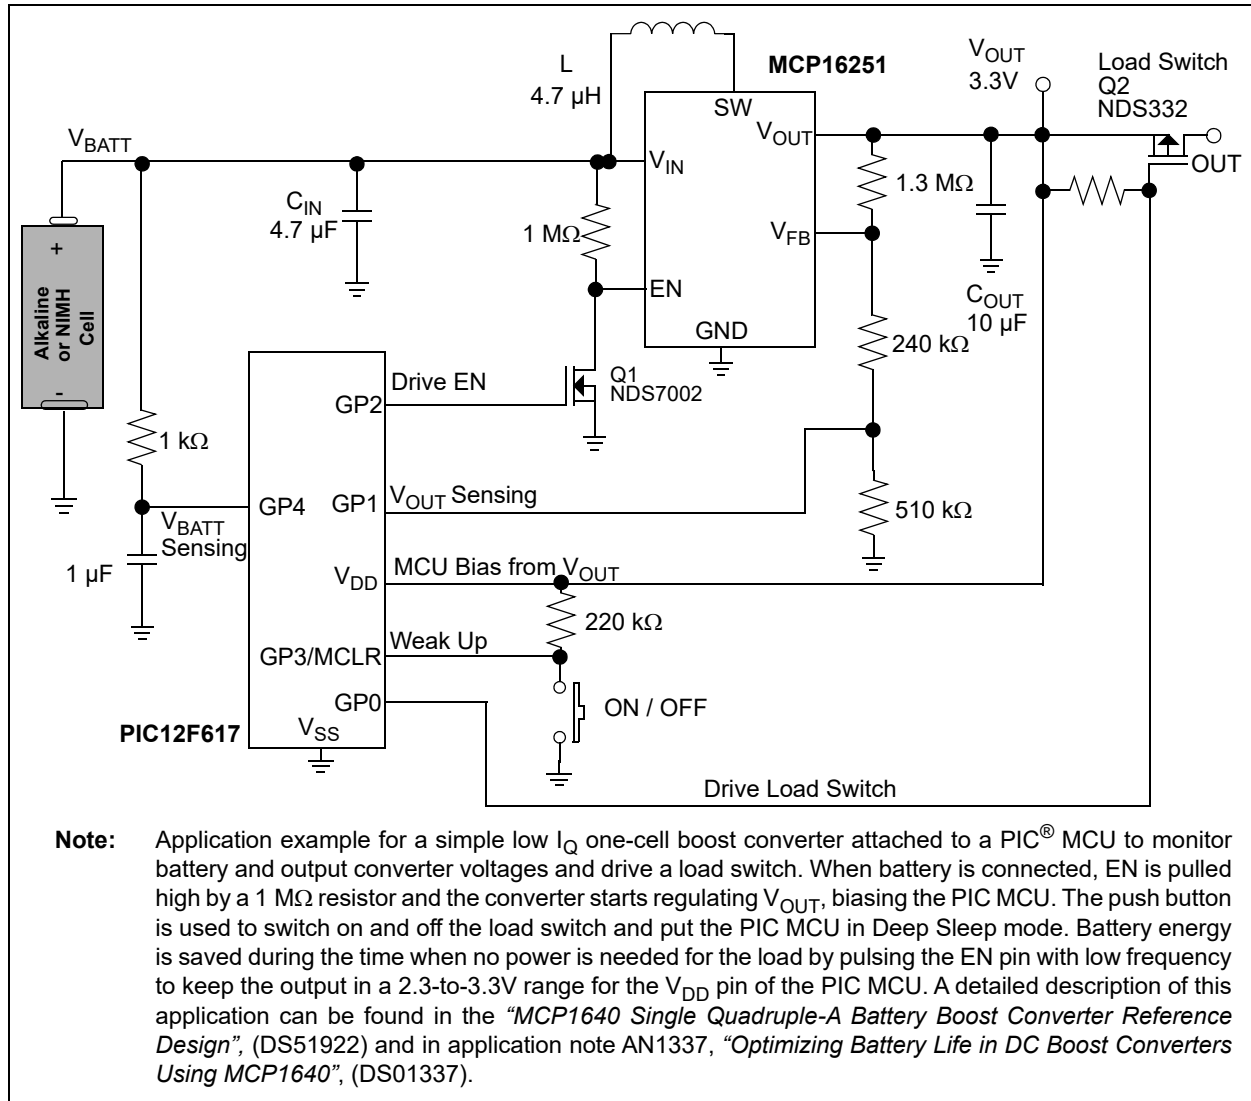 L
4.7 µH
MCP16251
V_OUT
3.3V
Load Switch
Q2
NDS332
SW
V_OUT
V_BATT
V_IN
OUT
1.3 MΩ
C_IN
4.7 µF
1 MΩ
V_FB
+
Alkaline
or NIMH
Cell
-
EN
C_OUT
10 µF
GND
240 kΩ
Drive EN
Q1
NDS7002
GP2
1 kΩ
GP4
GP1
V_OUT Sensing
510 kΩ
V_BATT
Sensing
1 µF
V_DD
MCU Bias from V_OUT
220 kΩ
Weak Up
GP3/MCLR
GP0
ON / OFF
PIC12F617
V_SS
Drive Load Switch
Note: Application example for a simple low I_Q one-cell boost converter attached to a PIC® MCU to monitor
battery and output converter voltages and drive a load switch. When battery is connected, EN is pulled
high by a 1 MΩ resistor and the converter starts regulating V_OUT, biasing the PIC MCU. The push button
is used to switch on and off the load switch and put the PIC MCU in Deep Sleep mode. Battery energy
is saved during the time when no power is needed for the load by pulsing the EN pin with low frequency
to keep the output in a 2.3-to-3.3V range for the V_DD pin of the PIC MCU. A detailed description of this
application can be found in the “MCP1640 Single Quadruple-A Battery Boost Converter Reference
Design”, (DS51922) and in application note AN1337, “Optimizing Battery Life in DC Boost Converters
Using MCP1640”, (DS01337).